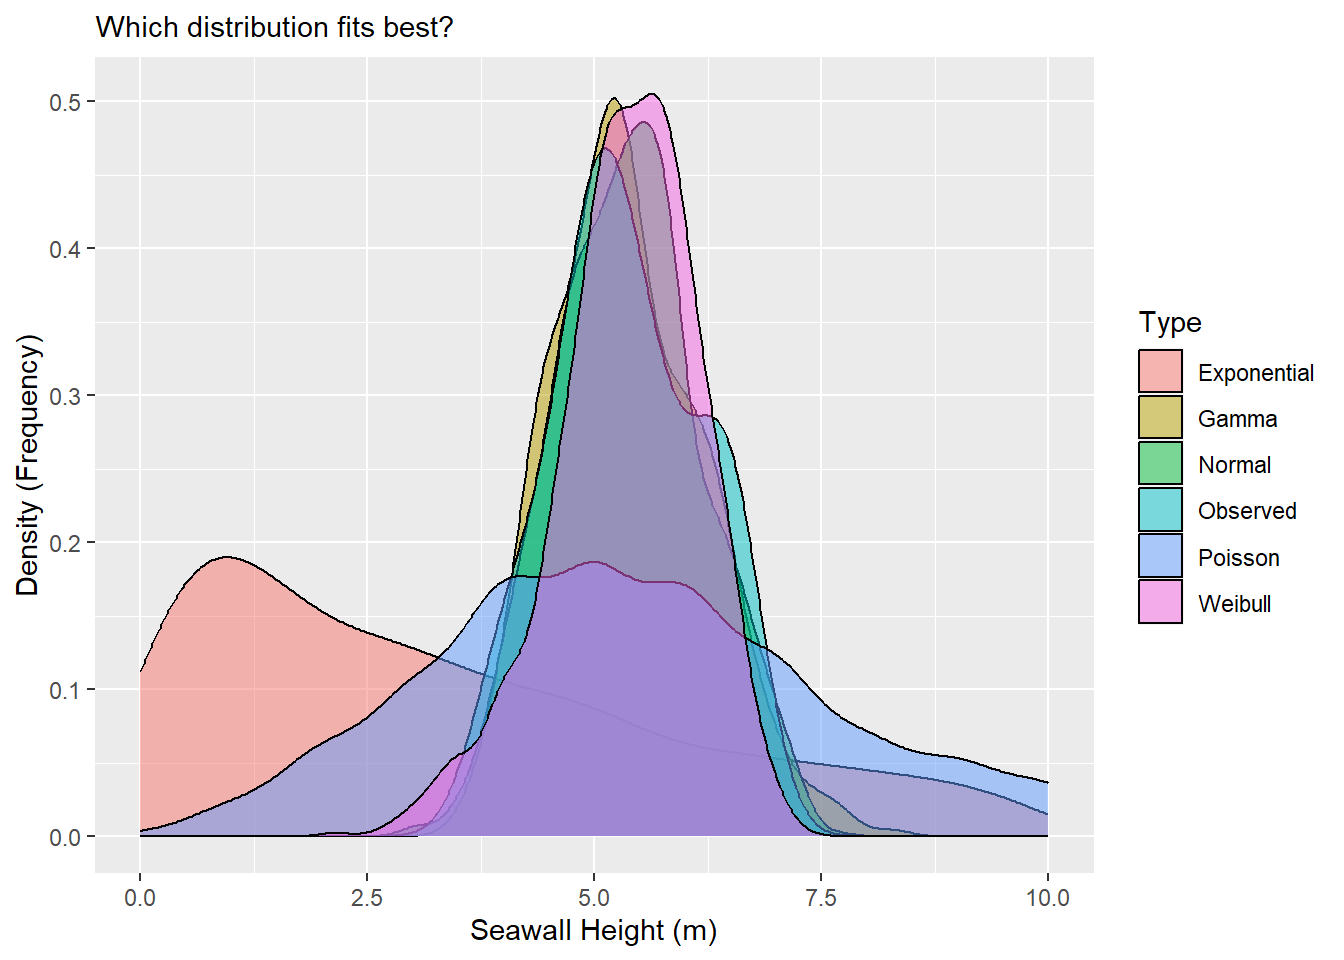 Which distribution fits best?
0.5
0.4
0.3
0.2
0.1
0.0
Density (Frequency)
0.0 2.5 5.0 7.5 10.0
Seawall Height (m)
Type
Exponential
Gamma
Normal
Observed
Poisson
Weibull